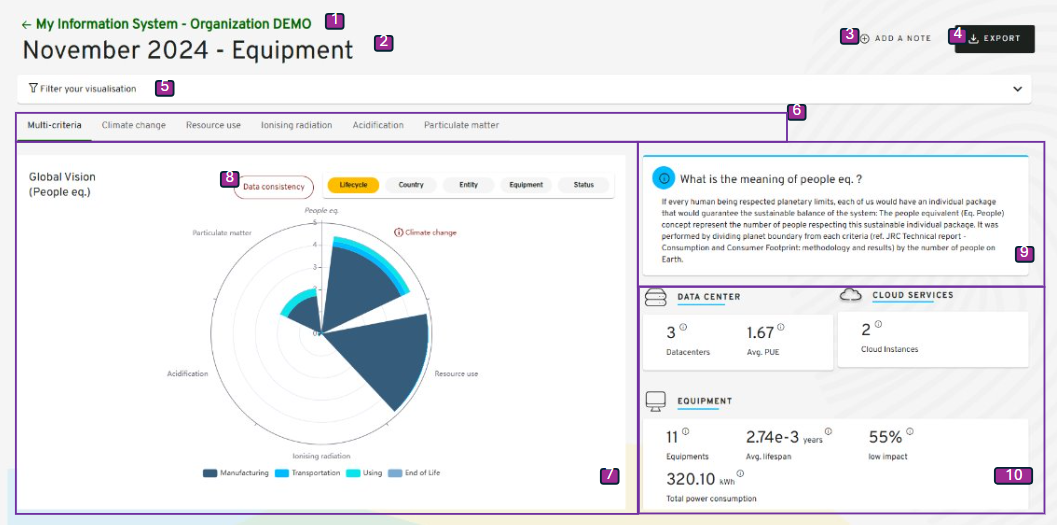 ← My Information System - Organization DEMO 1
November 2024 - Equipment 2
3 ADD A NOTE
4 EXPORT
Filter your visualisation 5
6
Multi-criteria Climate change Resource use Ionising radiation Acidification Particulate matter
Global Vision
(People eq.)
8
Data consistency
Lifecycle Country Entity Equipment Status
People eq.
5
4
3
Particulate matter
Climate change
Acidification
Resource use
Ionising radiation
Manufacturing Transportation Using End of Life
7
What is the meaning of people eq. ?
If every human being respected planetary limits, each of us would have an individual package
that would guarantee the sustainable balance of the system: The people equivalent (Eq. People)
concept represent the number of people respecting this sustainable individual package. It was
performed by dividing planet boundary from each criteria (ref. JRC Technical report -
Consumption and Consumer Footprint: methodology and results) by the number of people on
Earth.
9
DATA CENTER
3
Datacenters
1.67
Avg. PUE
CLOUD SERVICES
2
Cloud Instances
EQUIPMENT
11
Equipments
2.74e-3 years
Avg. lifespan
55%
low impact
320.10 kWh
Total power consumption
10